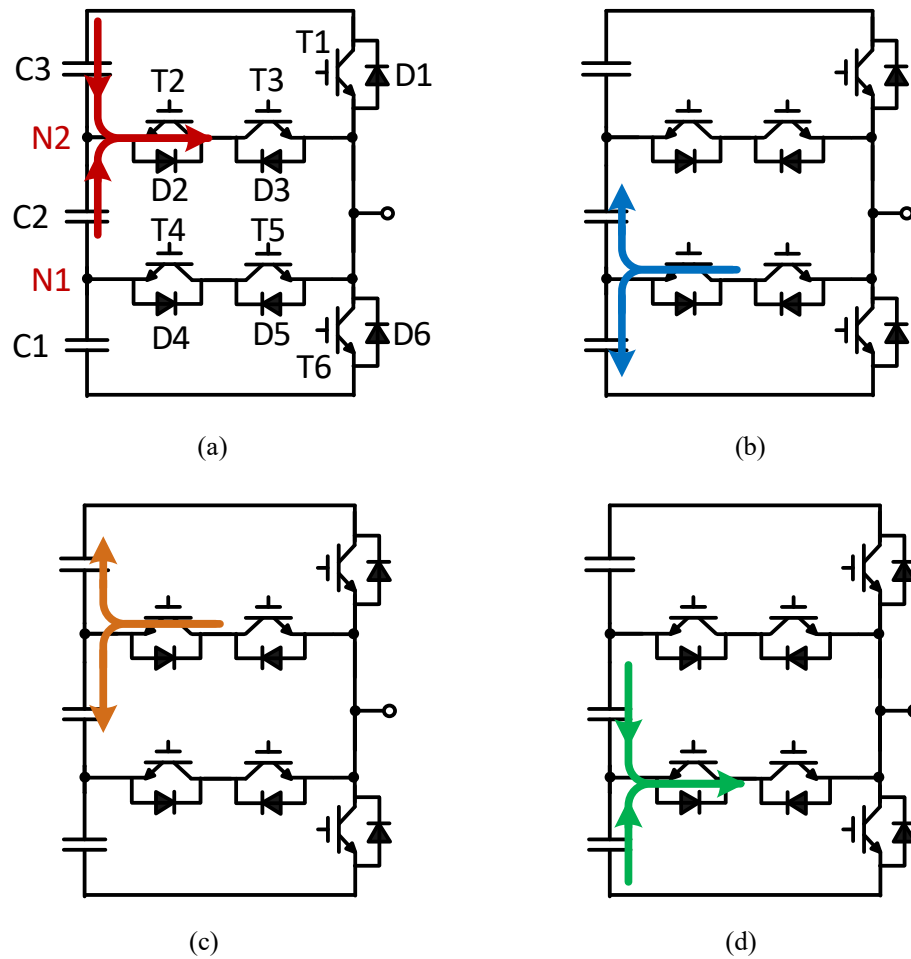 T1
C3 T2 T3 D1
N2
D2 D3
C2 T4 T5
N1
D4 D5 D6
C1 T6
(a) (b)
(c) (d)